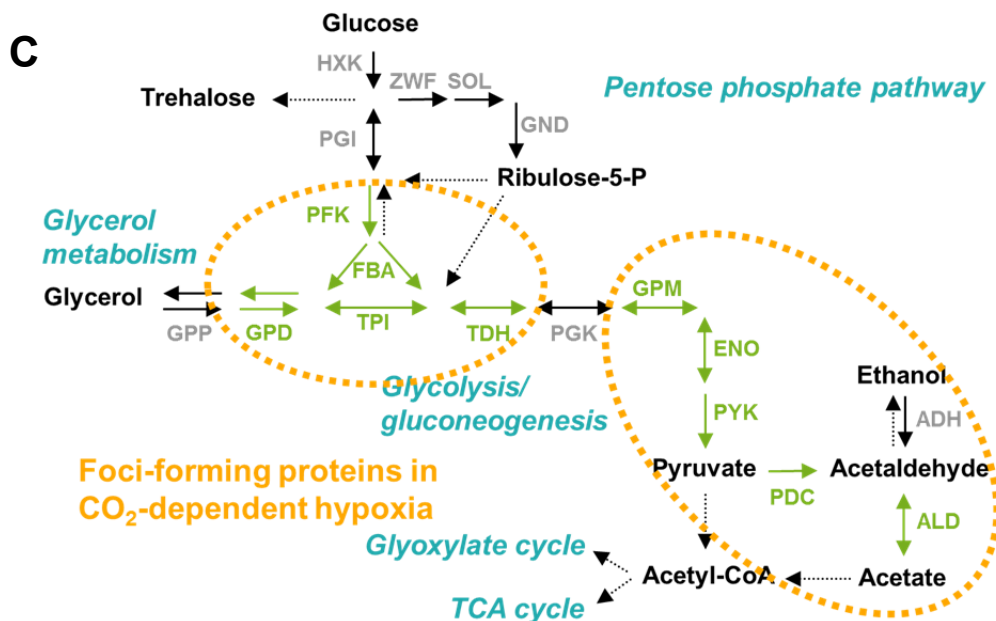 C
Glucose
HXK
ZWF SOL
Trehalose
Pentose phosphate pathway
PGI
GND
Ribulose-5-P
PFK
Glycerol
metabolism
FBA
Glycerol
GPP
GPD
TPI
TDH
PGK
GPM
ENO
Glycolysis/
gluconeogenesis
Ethanol
PYK
ADH
Foci-forming proteins in
CO₂-dependent hypoxia
Pyruvate
PDC
Acetaldehyde
ALD
Glyoxylate cycle
Acetyl-CoA
Acetate
TCA cycle